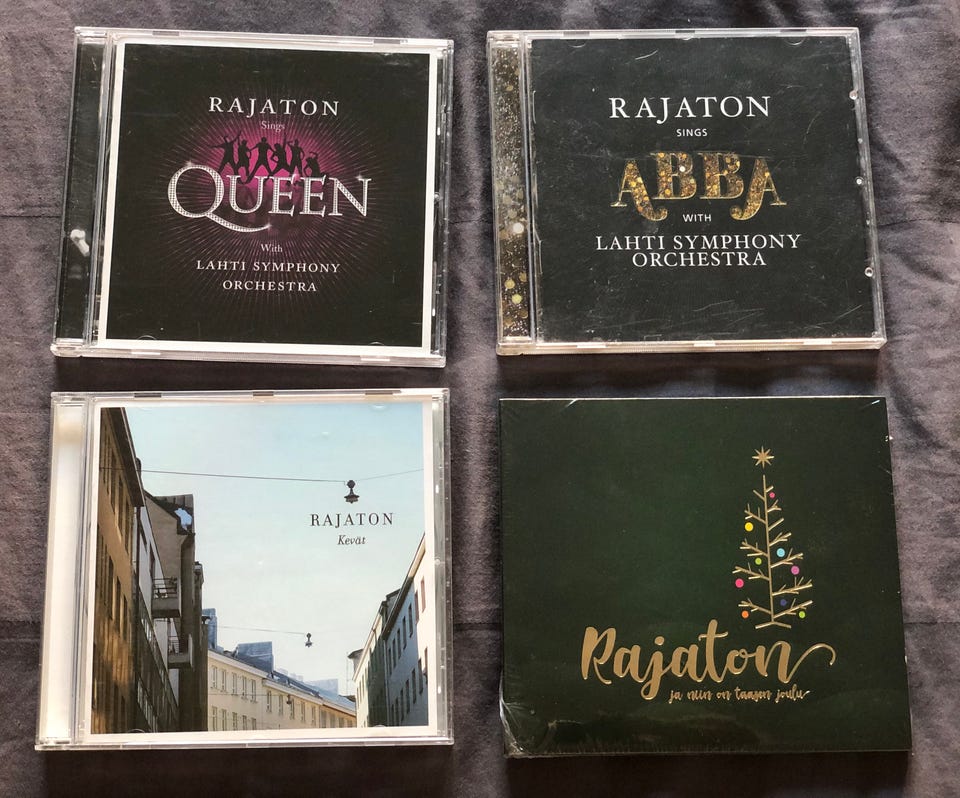 RAJATON
Sings
QUEEN
With
LAHTI SYMPHONY
ORCHESTRA
RAJATON
SINGS
ABBA
WITH
LAHTI SYMPHONY
ORCHESTRA
RAJATON
Kevät
Rajaton
ja niin on taasen joulu